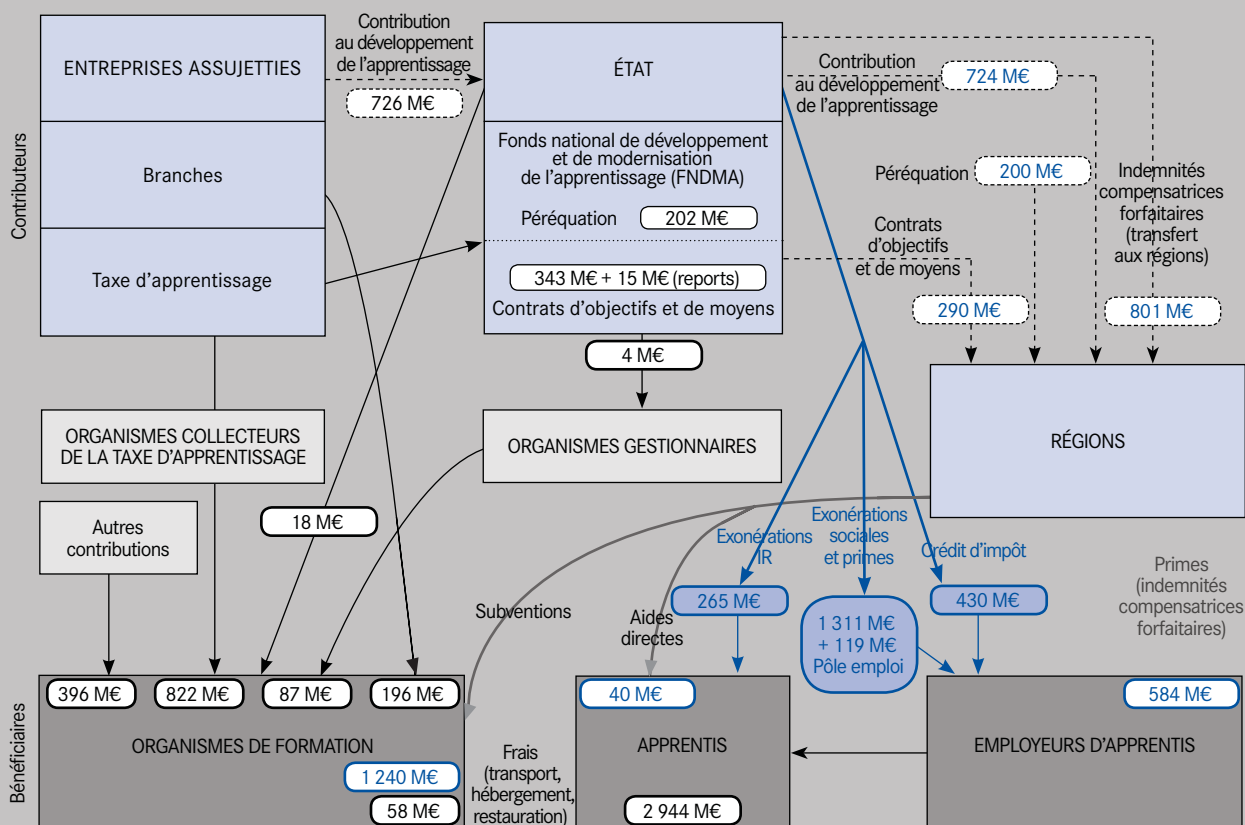 Contributeurs
ENTREPRISES ASSUJETTIES
Branches
Taxe d'apprentissage
Contribution
au développement
de l'apprentissage
726 M€
ÉTAT
Fonds national de développement
et de modernisation
de l'apprentissage (FNDMA)
Péréquation
202 M€
343 M€ + 15 M€ (reports)
Contrats d'objectifs et de moyens
Contribution
au développement
de l'apprentissage
724 M€
Péréquation
200 M€
Indemnités
compensatrices
forfaitaires
(transfert
aux régions)
Contrats
d'objectifs
et de moyens
290 M€
801 M€
4 M€
ORGANISMES COLLECTEURS
DE LA TAXE D'APPRENTISSAGE
ORGANISMES GESTIONNAIRES
RÉGIONS
Autres
contributions
18 M€
Exonérations
IR
Exonérations
sociales
et primes
Crédit d'impôt
265 M€
1 311 M€
+ 119 M€
Pôle emploi
430 M€
Primes
(indemnités
compensatrices
forfaitaires)
Subventions
Aides
directes
Bénéficiaires
396 M€
822 M€
87 M€
196 M€
ORGANISMES DE FORMATION
1 240 M€
58 M€
Frais
(transport,
hébergement,
restauration)
40 M€
APPRENTIS
2 944 M€
584 M€
EMPLOYEURS D'APPRENTIS